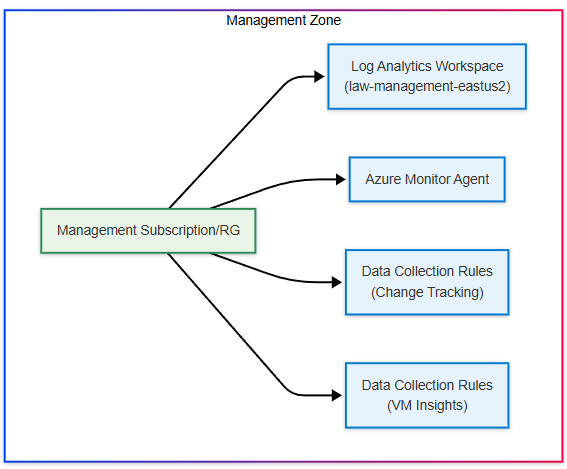 Management Zone
Log Analytics Workspace
(law-management-eastus2)
Azure Monitor Agent
Management Subscription/RG
Data Collection Rules
(Change Tracking)
Data Collection Rules
(VM Insights)